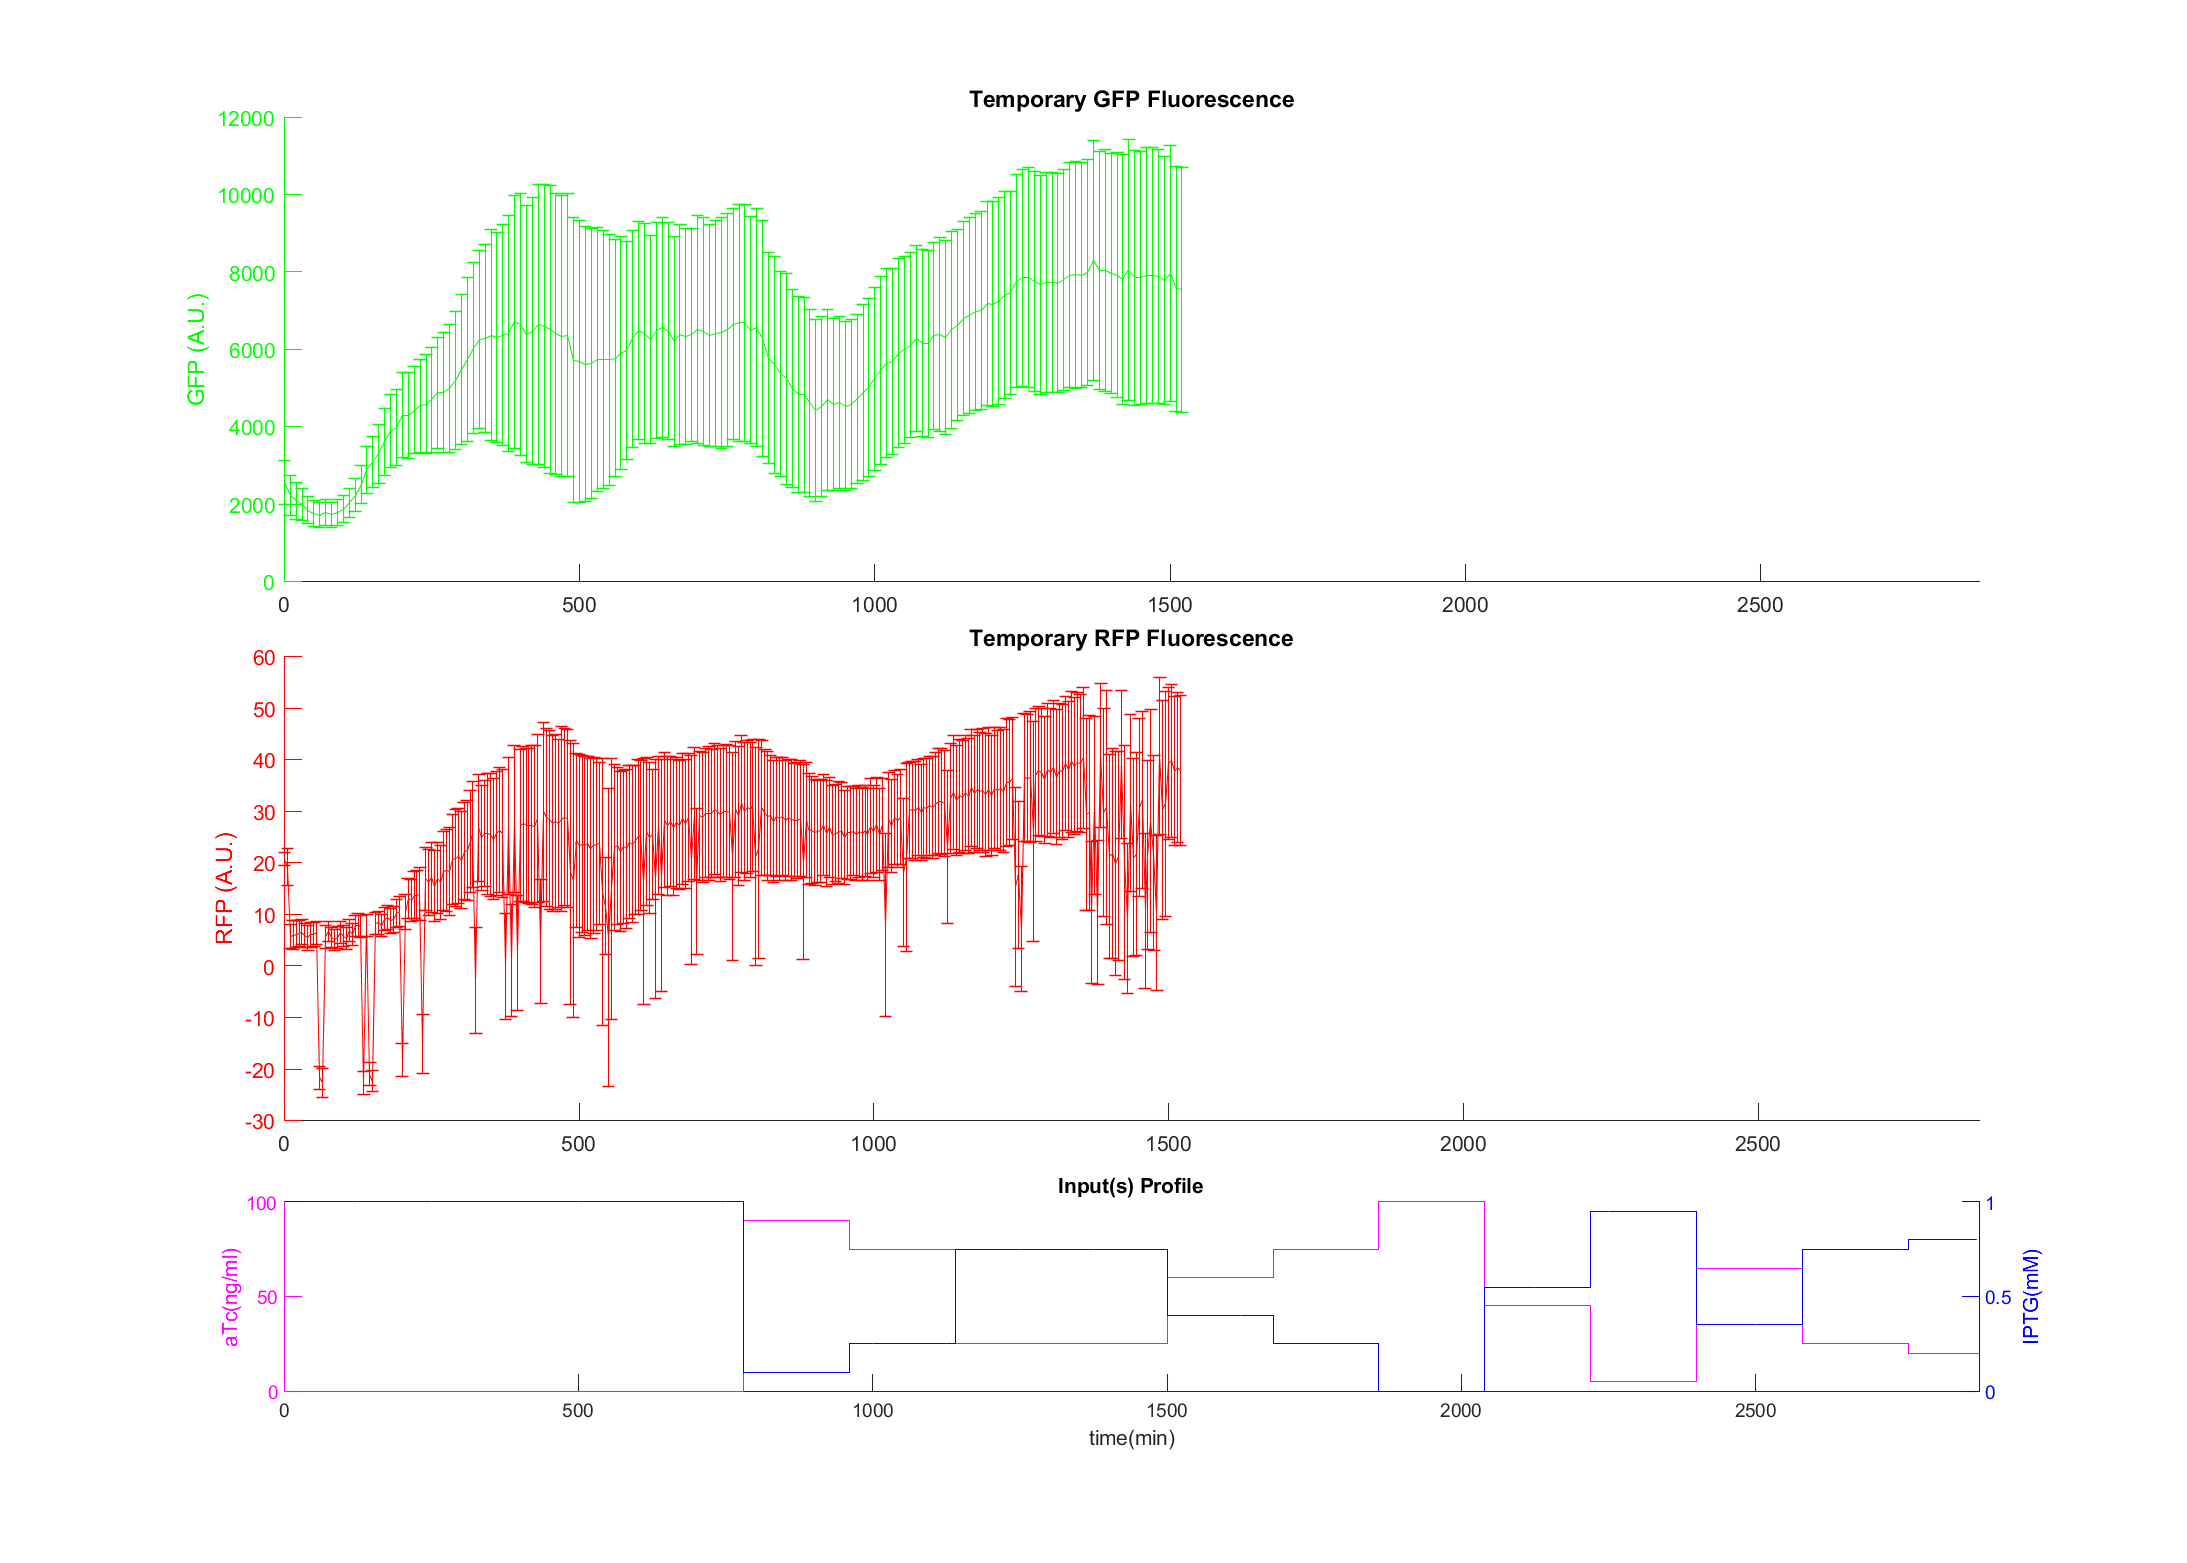 Temporary GFP Fluorescence
12000
10000
8000
6000
4000
2000
0
GFP (A.U.)
0 500 1000 1500 2000 2500
Temporary RFP Fluorescence
60
50
40
30
20
10
0
-10
-20
-30
RFP (A.U.)
0 500 1000 1500 2000 2500
Input(s) Profile
100
50
0
aTc(ng/ml)
1
0.5
0
IPTG(mM)
0 500 1000 1500 2000 2500
time(min)